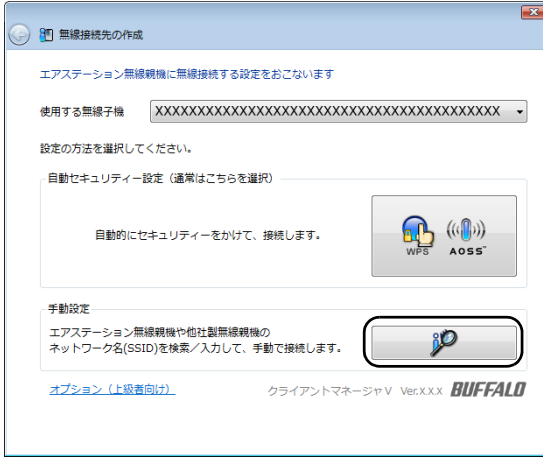 無線接続先の作成
エアステーション無線親機に無線接続する設定をおこないます
使用する無線子機 XXXXXXXXXXXXXXXXXXXXXXXXXXXXXXXXXXXXXXXXX
設定の方法を選択してください。
自動セキュリティー設定（通常はこちらを選択）
自動的にセキュリティーをかけて、接続します。
WPS AOSS™
手動設定
エアステーション無線親機や他社製無線親機の
ネットワーク名(SSID)を検索／入力して、手動で接続します。
オプション（上級者向け） クライアントマネージャV Ver.X.X.X BUFFALO